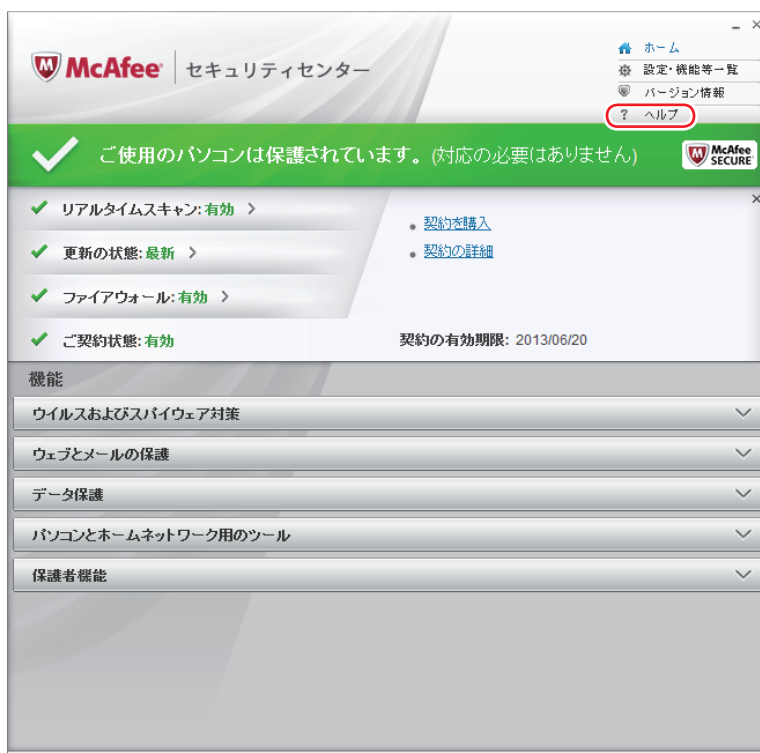 McAfee セキュリティセンター
ホーム
設定・機能等一覧
バージョン情報
? ヘルプ
ご使用のパソコンは保護されています。(対応の必要はありません)
McAfee
SECURE
リアルタイムスキャン:有効
更新の状態:最新
ファイアウォール:有効
ご契約状態:有効
契約を購入
契約の詳細
契約の有効期限: 2013/06/20
機能
ウイルスおよびスパイウェア対策
ウェブとメールの保護
データ保護
パソコンとホームネットワーク用のツール
保護者機能